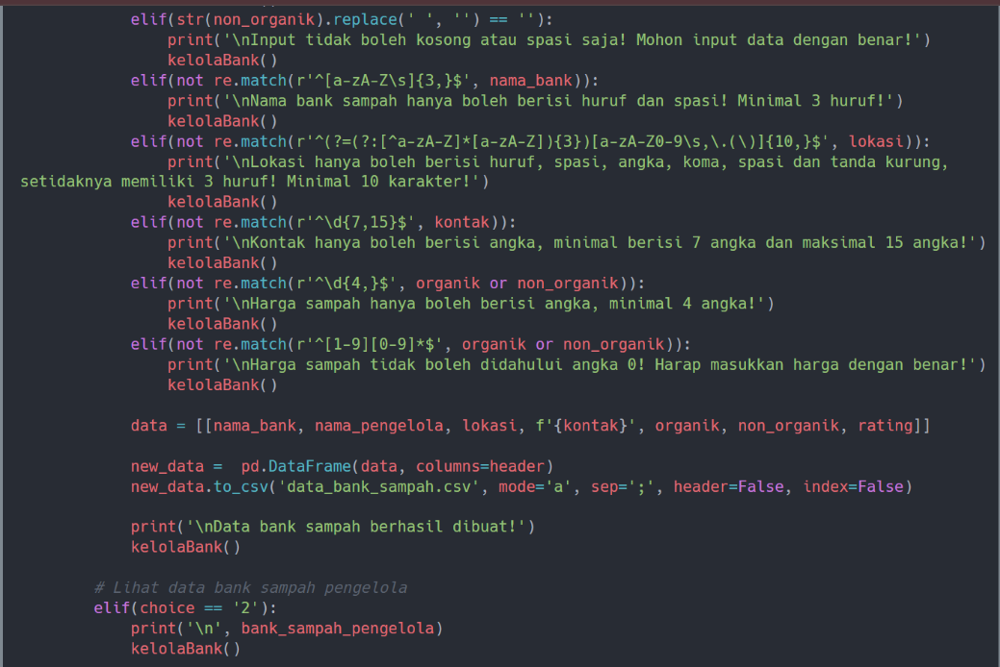 elif(str(non_organik).replace(' ', '') == ''):
print('\nInput tidak boleh kosong atau spasi saja! Mohon input data dengan benar!')
kelolaBank()
elif(not re.match(r'^[a-zA-Z\s]{3,}$', nama_bank)):
print('\nNama bank sampah hanya boleh berisi huruf dan spasi! Minimal 3 huruf!')
kelolaBank()
elif(not re.match(r'^(?=(?:[^a-zA-Z]*[a-zA-Z]){3})[a-zA-Z0-9\s,\.(\)]{10,}$', lokasi)):
print('\nLokasi hanya boleh berisi huruf, spasi, angka, koma, spasi dan tanda kurung,
setidaknya memiliki 3 huruf! Minimal 10 karakter!')
kelolaBank()
elif(not re.match(r'^\d{7,15}$', kontak)):
print('\nKontak hanya boleh berisi angka, minimal berisi 7 angka dan maksimal 15 angka!')
kelolaBank()
elif(not re.match(r'^\d{4,}$', organik or non_organik)):
print('\nHarga sampah hanya boleh berisi angka, minimal 4 angka!')
kelolaBank()
elif(not re.match(r'^[1-9][0-9]*$', organik or non_organik)):
print('\nHarga sampah tidak boleh didahului angka 0! Harap masukkan harga dengan benar!')
kelolaBank()
data = [[nama_bank, nama_pengelola, lokasi, f'{kontak}', organik, non_organik, rating]]
new_data =  pd.DataFrame(data, columns=header)
new_data.to_csv('data_bank_sampah.csv', mode='a', sep=';', header=False, index=False)
print('\nData bank sampah berhasil dibuat!')
kelolaBank()
# Lihat data bank sampah pengelola
elif(choice == '2'):
print('\n', bank_sampah_pengelola)
kelolaBank()